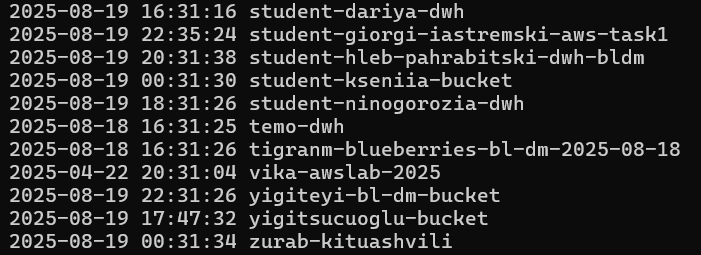 2025-08-19 16:31:16 student-dariya-dwh
2025-08-19 22:35:24 student-giorgi-iastremski-aws-task1
2025-08-19 20:31:38 student-hleb-pahrabitski-dwh-bldm
2025-08-19 00:31:30 student-kseniia-bucket
2025-08-19 18:31:26 student-ninogorozia-dwh
2025-08-18 16:31:25 temo-dwh
2025-08-18 16:31:26 tigranm-blueberries-bl-dm-2025-08-18
2025-04-22 20:31:04 vika-awslab-2025
2025-08-19 22:31:26 yigiteyi-bl-dm-bucket
2025-08-19 17:47:32 yigitsucuoglu-bucket
2025-08-19 00:31:34 zurab-kituashvili